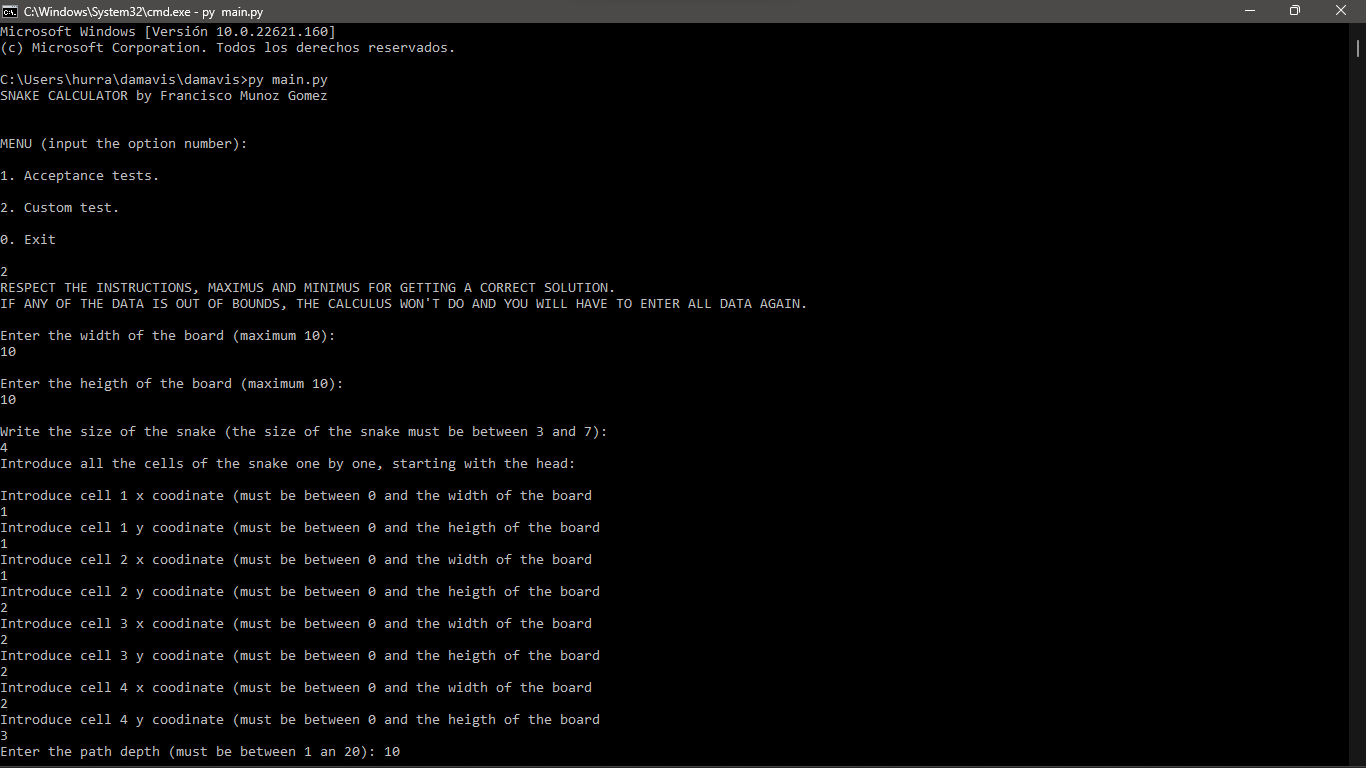 C:\Windows\System32\cmd.exe - py main.py
Microsoft Windows [Versión 10.0.22621.160]
(c) Microsoft Corporation. Todos los derechos reservados.
C:\Users\hurra\damavis\damavis>py main.py
SNAKE CALCULATOR by Francisco Munoz Gomez
MENU (input the option number):
1. Acceptance tests.
2. Custom test.
0. Exit
2
RESPECT THE INSTRUCTIONS, MAXIMUS AND MINIMUS FOR GETTING A CORRECT SOLUTION.
IF ANY OF THE DATA IS OUT OF BOUNDS, THE CALCULUS WON'T DO AND YOU WILL HAVE TO ENTER ALL DATA AGAIN.
Enter the width of the board (maximum 10):
10
Enter the heigth of the board (maximum 10):
10
Write the size of the snake (the size of the snake must be between 3 and 7):
4
Introduce all the cells of the snake one by one, starting with the head:
Introduce cell 1 x coodinate (must be between 0 and the width of the board
1
Introduce cell 1 y coodinate (must be between 0 and the heigth of the board
1
Introduce cell 2 x coodinate (must be between 0 and the width of the board
1
Introduce cell 2 y coodinate (must be between 0 and the heigth of the board
2
Introduce cell 3 x coodinate (must be between 0 and the width of the board
2
Introduce cell 3 y coodinate (must be between 0 and the heigth of the board
2
Introduce cell 4 x coodinate (must be between 0 and the width of the board
2
Introduce cell 4 y coodinate (must be between 0 and the heigth of the board
3
Enter the path depth (must be between 1 an 20): 10